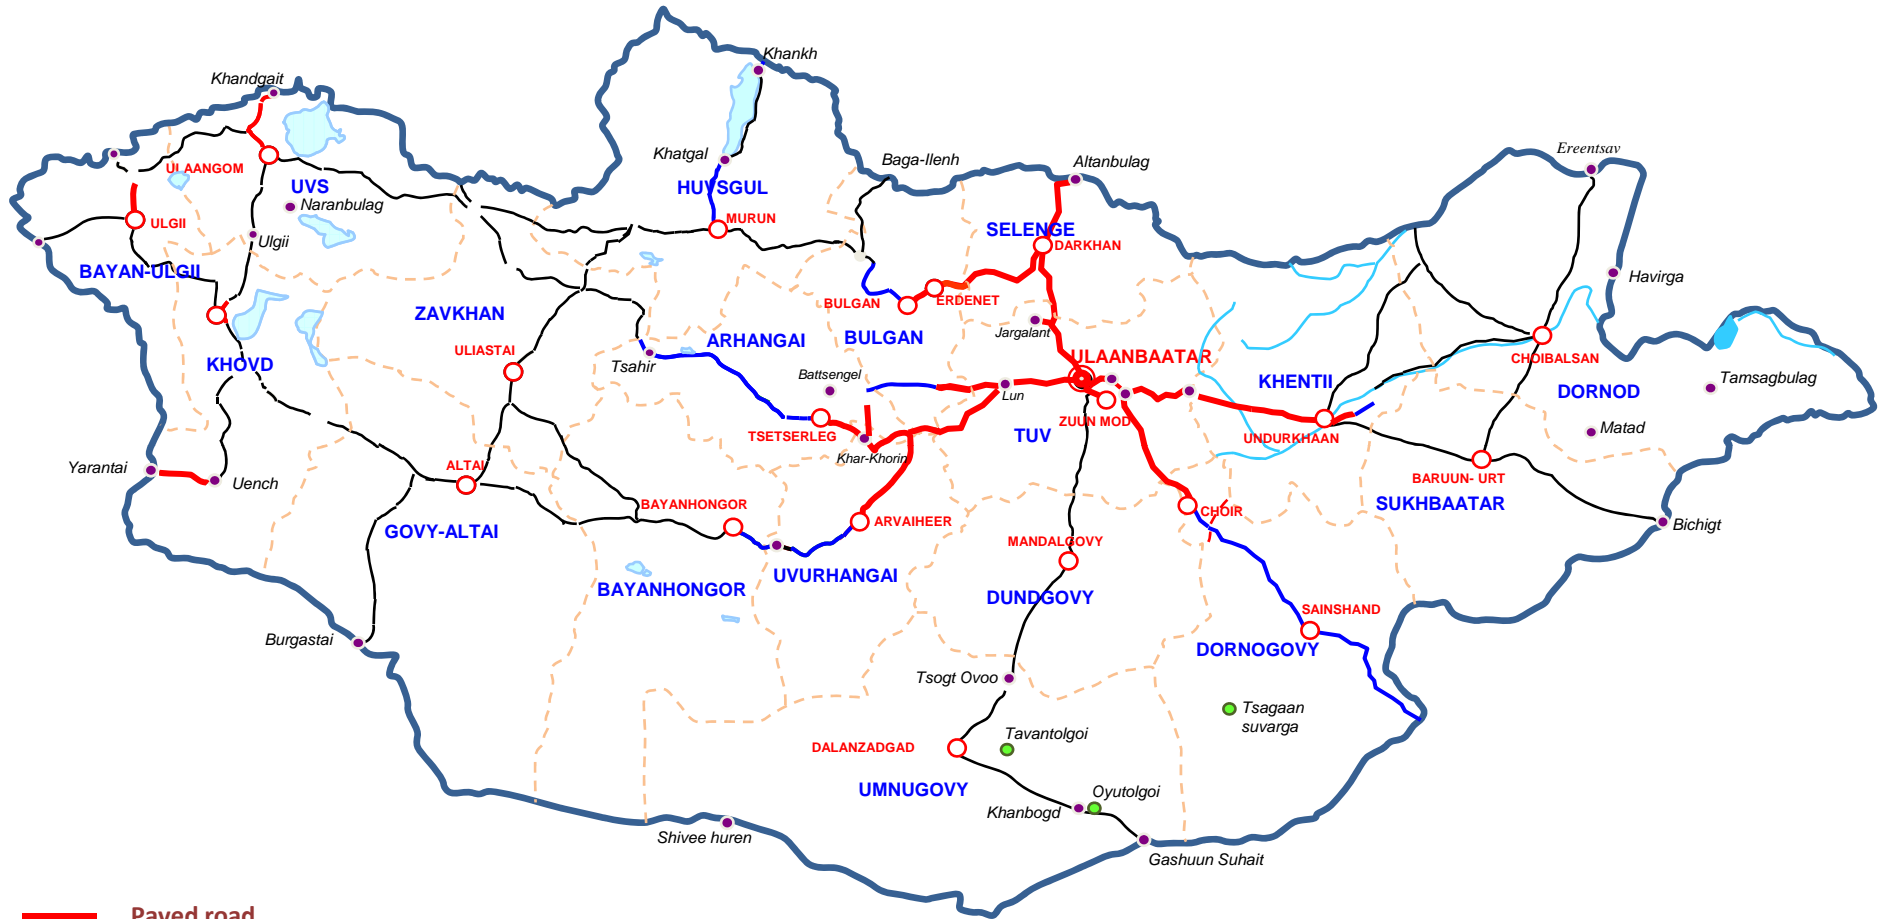 Khankh
Khandgait
Ereentsav
Khatgal
Baga-Ilenh
Altanbulag
ULAANGOM
UVS
HUVSGUL
Naranbulag
MURUN
ULGII
SELENGE
Ulgii
DARKHAN
BAYAN-ULGII
Havirga
BULGAN
ERDENET
ZAVKHAN
Jargalant
ARHANGAI
BULGAN
ULIASTAI
ULAANBAATAR
CHOIBALSAN
KHOVD
Tsahir
Battsengel
KHENTII
Tamsagbulag
DORNOD
Lun
ZUUN MOD
TSETSERLEG
TUV
UNDURKHAAN
Matad
Khar-Khorin
Yarantai
ALTAI
Uench
BARUUN- URT
BAYANHONGOR
SUKHBAATAR
CHOIR
ARVAIHEER
Bichigt
GOVY-ALTAI
MANDALGOVY
UVURHANGAI
BAYANHONGOR
DUNDGOVY
SAINSHAND
Burgastai
DORNOGOVY
Tsogt Ovoo
Tsagaan
suvarga
Tavantolgoi
DALANZADGAD
UMNUGOVY
Oyutolgoi
Khanbogd
Shivee huren
Gashuun Suhait
Paved road